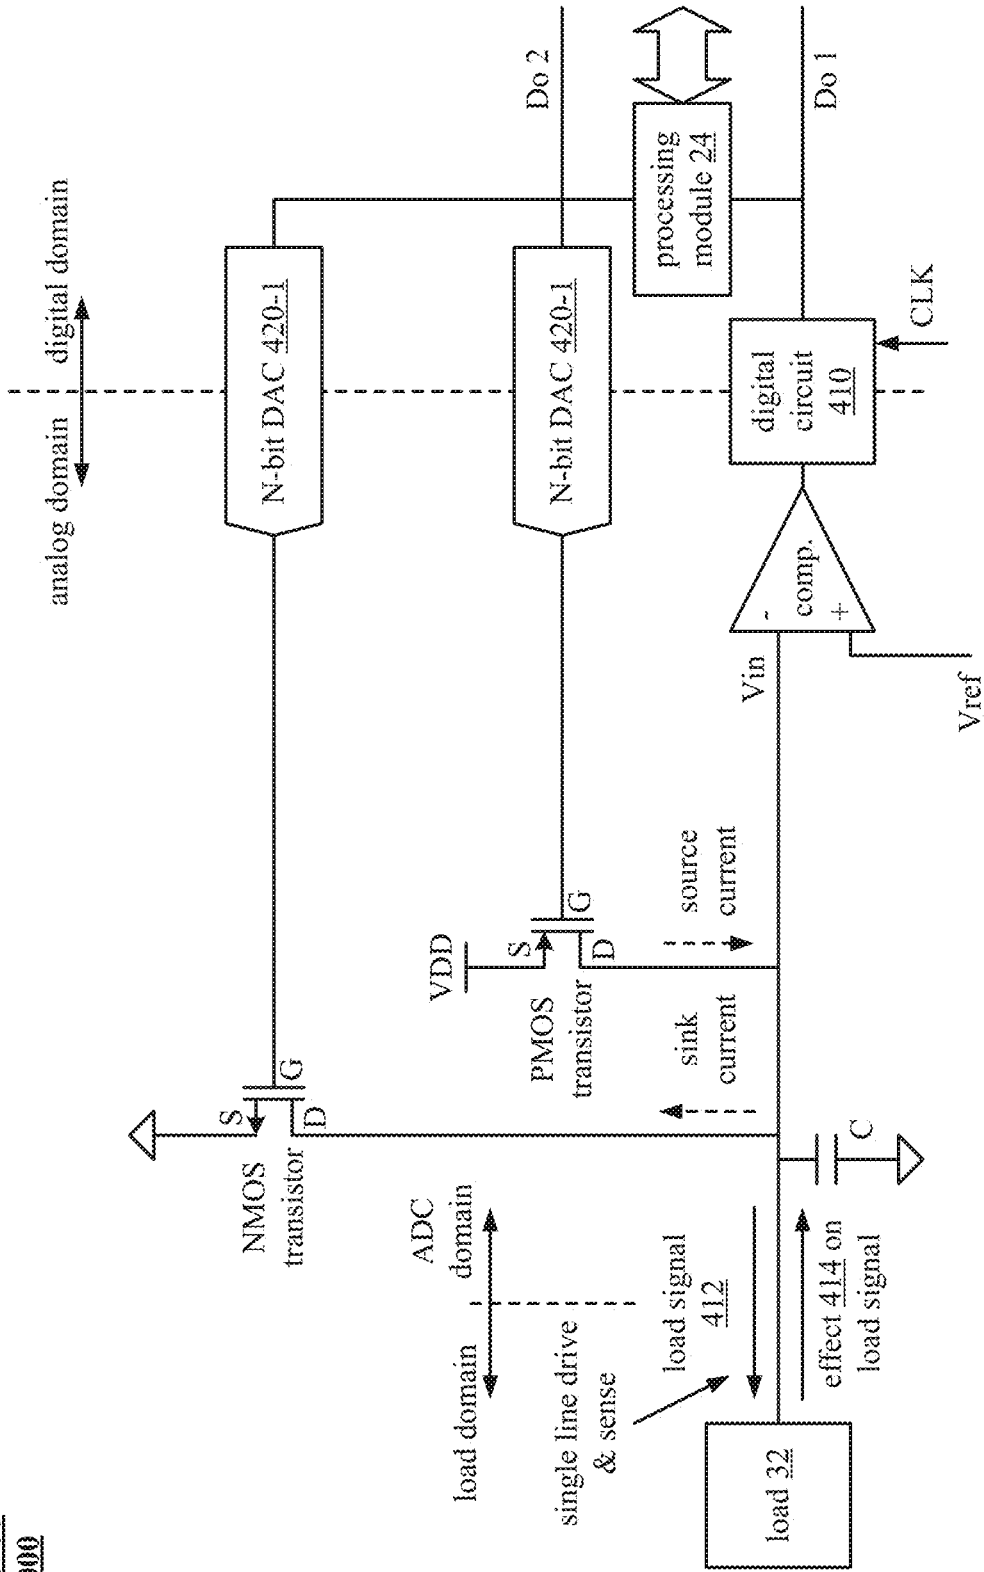 analog domain
digital domain
N-bit DAC 420-1
N-bit DAC 420-1
Do 2
processing
module 24
Do 1
digital
circuit
410
CLK
comp.
-
+
Vin
Vref
NMOS
transistor
S
G
D
VDD
PMOS
transistor
S
G
D
sink
current
source
current
C
load domain
ADC
domain
single line drive
& sense
load signal
412
effect 414 on
load signal
load 32